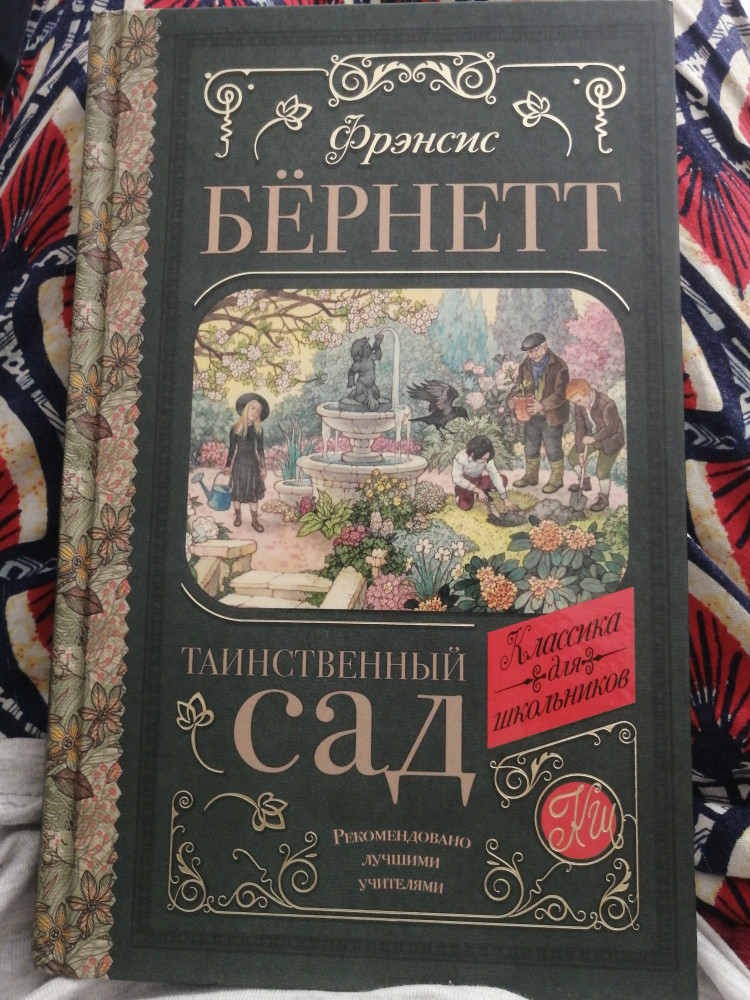 Фрэнсис
БЁРНЕТТ
ТАИНСТВЕННЫЙ
сад
Классика
для
школьников
КШ
Рекомендовано
лучшими
учителями